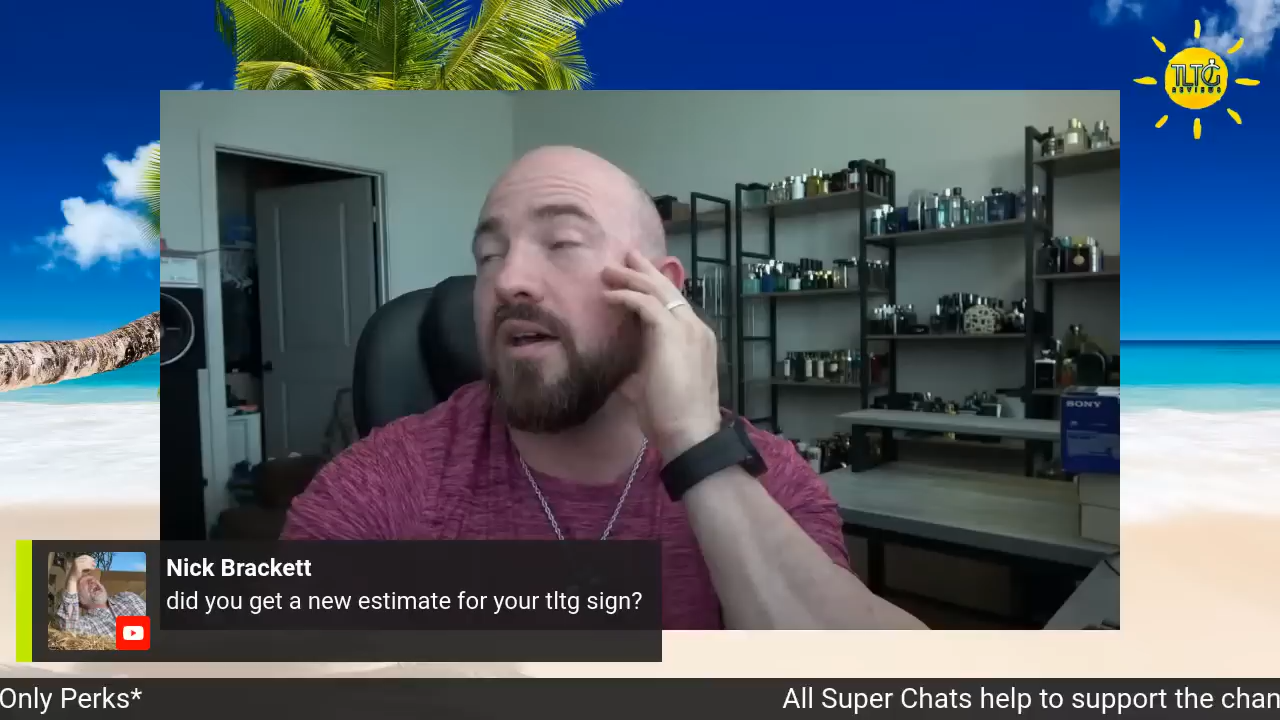 TLTG
REVIEWS
SONY
Nick Brackett
did you get a new estimate for your tltg sign?
Only Perks*
All Super Chats help to support the chan